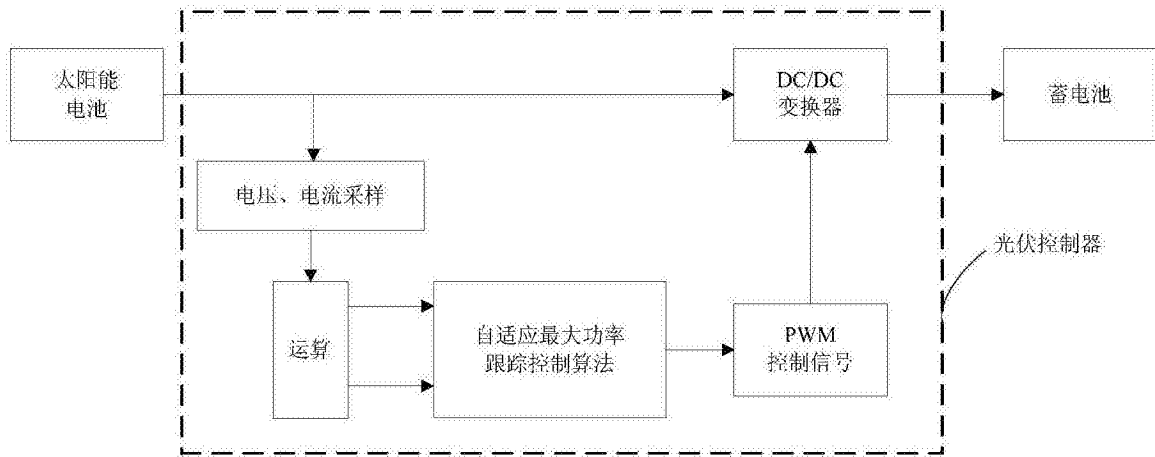 太阳能
电池
DC/DC
变换器
蓄电池
电压、电流采样
光伏控制器
运算
自适应最大功率
跟踪控制算法
PWM
控制信号